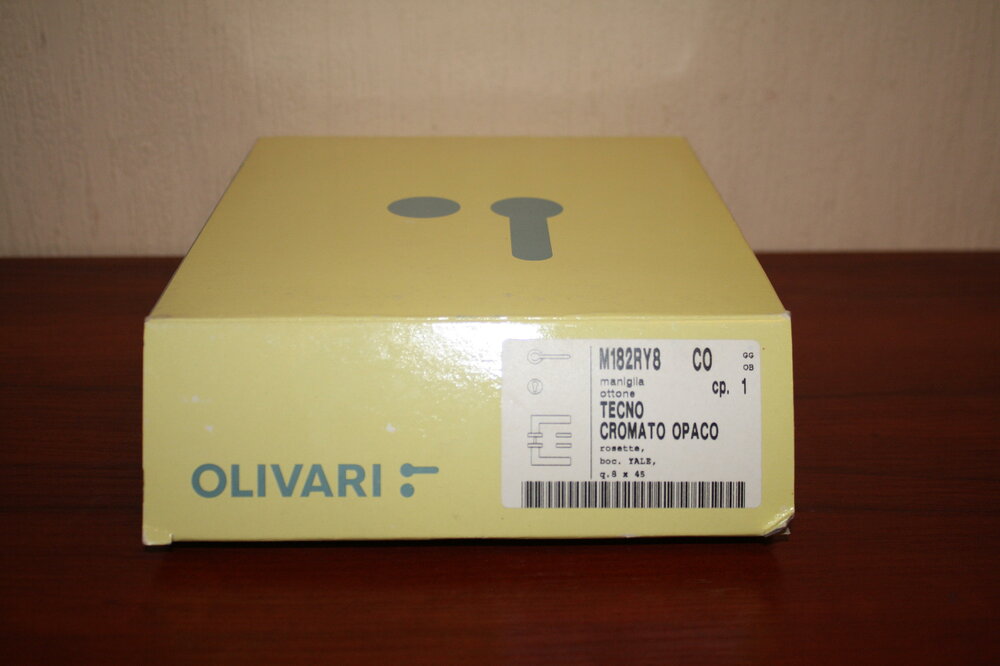 OLIVARI
M182RY8 CO GG
OB
maniglia cp. 1
ottone
TECNO
CROMATO OPACO
rosette,
boc. YALE,
q.8 x 45